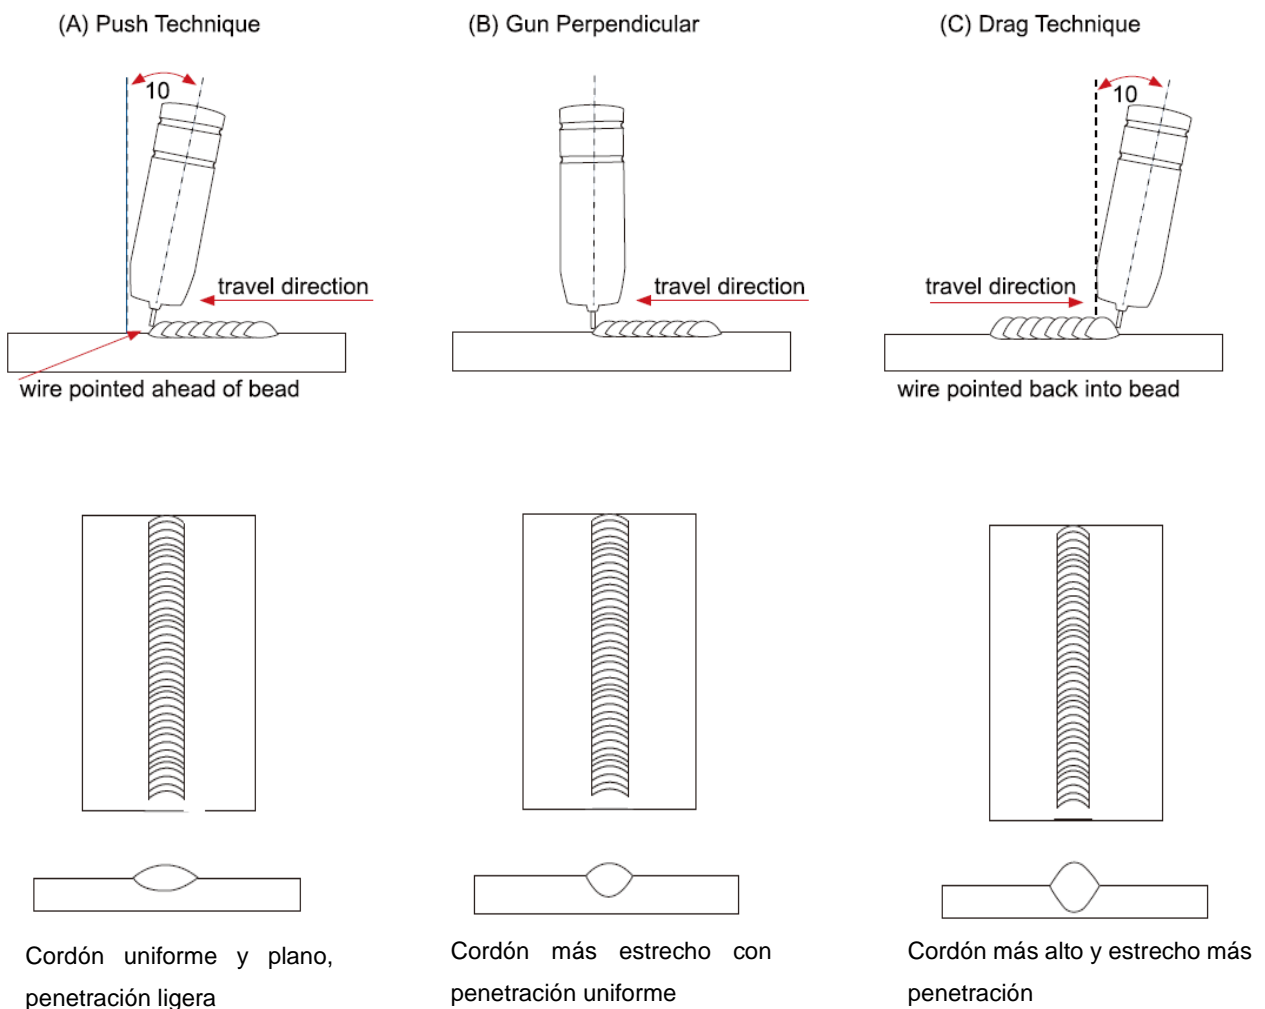 (A) Push Technique
(B) Gun Perpendicular
(C) Drag Technique
10
10
travel direction
travel direction
travel direction
wire pointed ahead of bead
wire pointed back into bead
Cordón uniforme y plano,
penetración ligera
Cordón más estrecho con
penetración uniforme
Cordón más alto y estrecho más
penetración